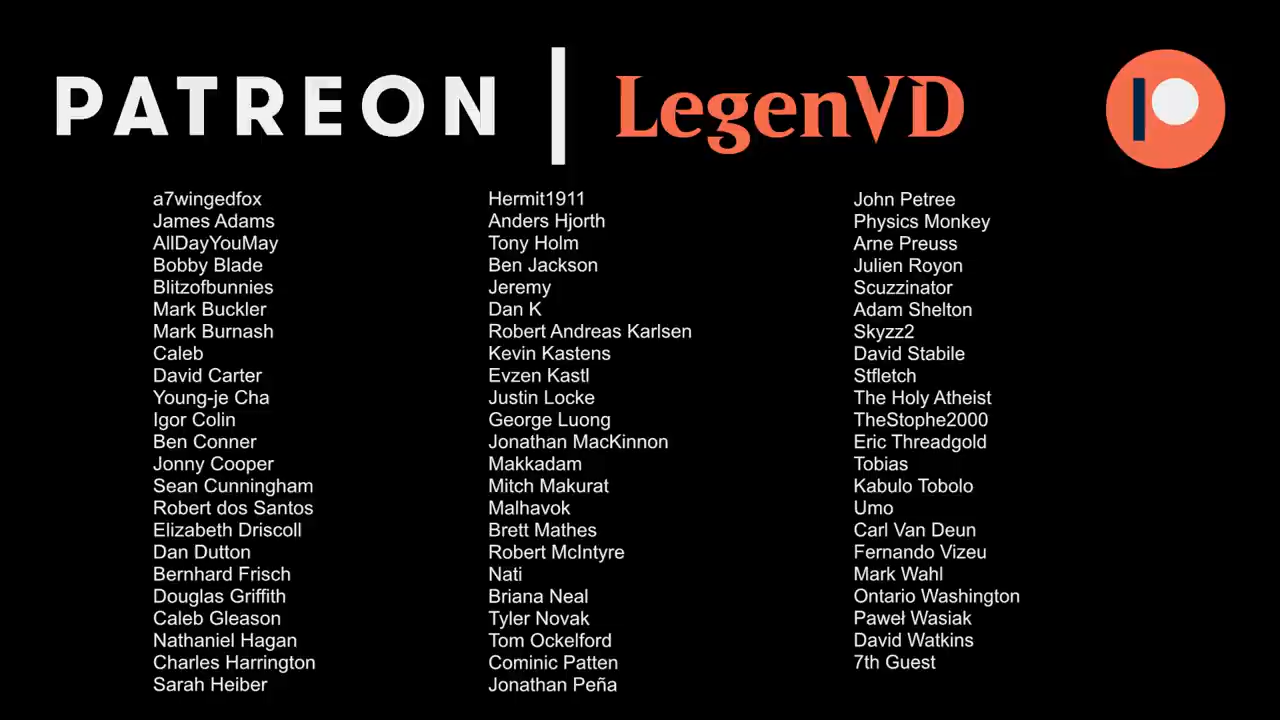 PATREON | LegenVD
a7wingedfox
James Adams
AllDayYouMay
Bobby Blade
Blitzofbunnies
Mark Buckler
Mark Burnash
Caleb
David Carter
Young-je Cha
Igor Colin
Ben Conner
Jonny Cooper
Sean Cunningham
Robert dos Santos
Elizabeth Driscoll
Dan Dutton
Bernhard Frisch
Douglas Griffith
Caleb Gleason
Nathaniel Hagan
Charles Harrington
Sarah Heiber
Hermit1911
Anders Hjorth
Tony Holm
Ben Jackson
Jeremy
Dan K
Robert Andreas Karlsen
Kevin Kastens
Evzen Kastl
Justin Locke
George Luong
Jonathan MacKinnon
Makkadam
Mitch Makurat
Malhavok
Brett Mathes
Robert McIntyre
Nati
Briana Neal
Tyler Novak
Tom Ockelford
Cominic Patten
Jonathan Peña
John Petree
Physics Monkey
Arne Preuss
Julien Royon
Scuzzinator
Adam Shelton
Skyzz2
David Stabile
Stfletch
The Holy Atheist
TheStophe2000
Eric Threadgold
Tobias
Kabulo Tobolo
Umo
Carl Van Deun
Fernando Vizeu
Mark Wahl
Ontario Washington
Paweł Wasiak
David Watkins
7th Guest